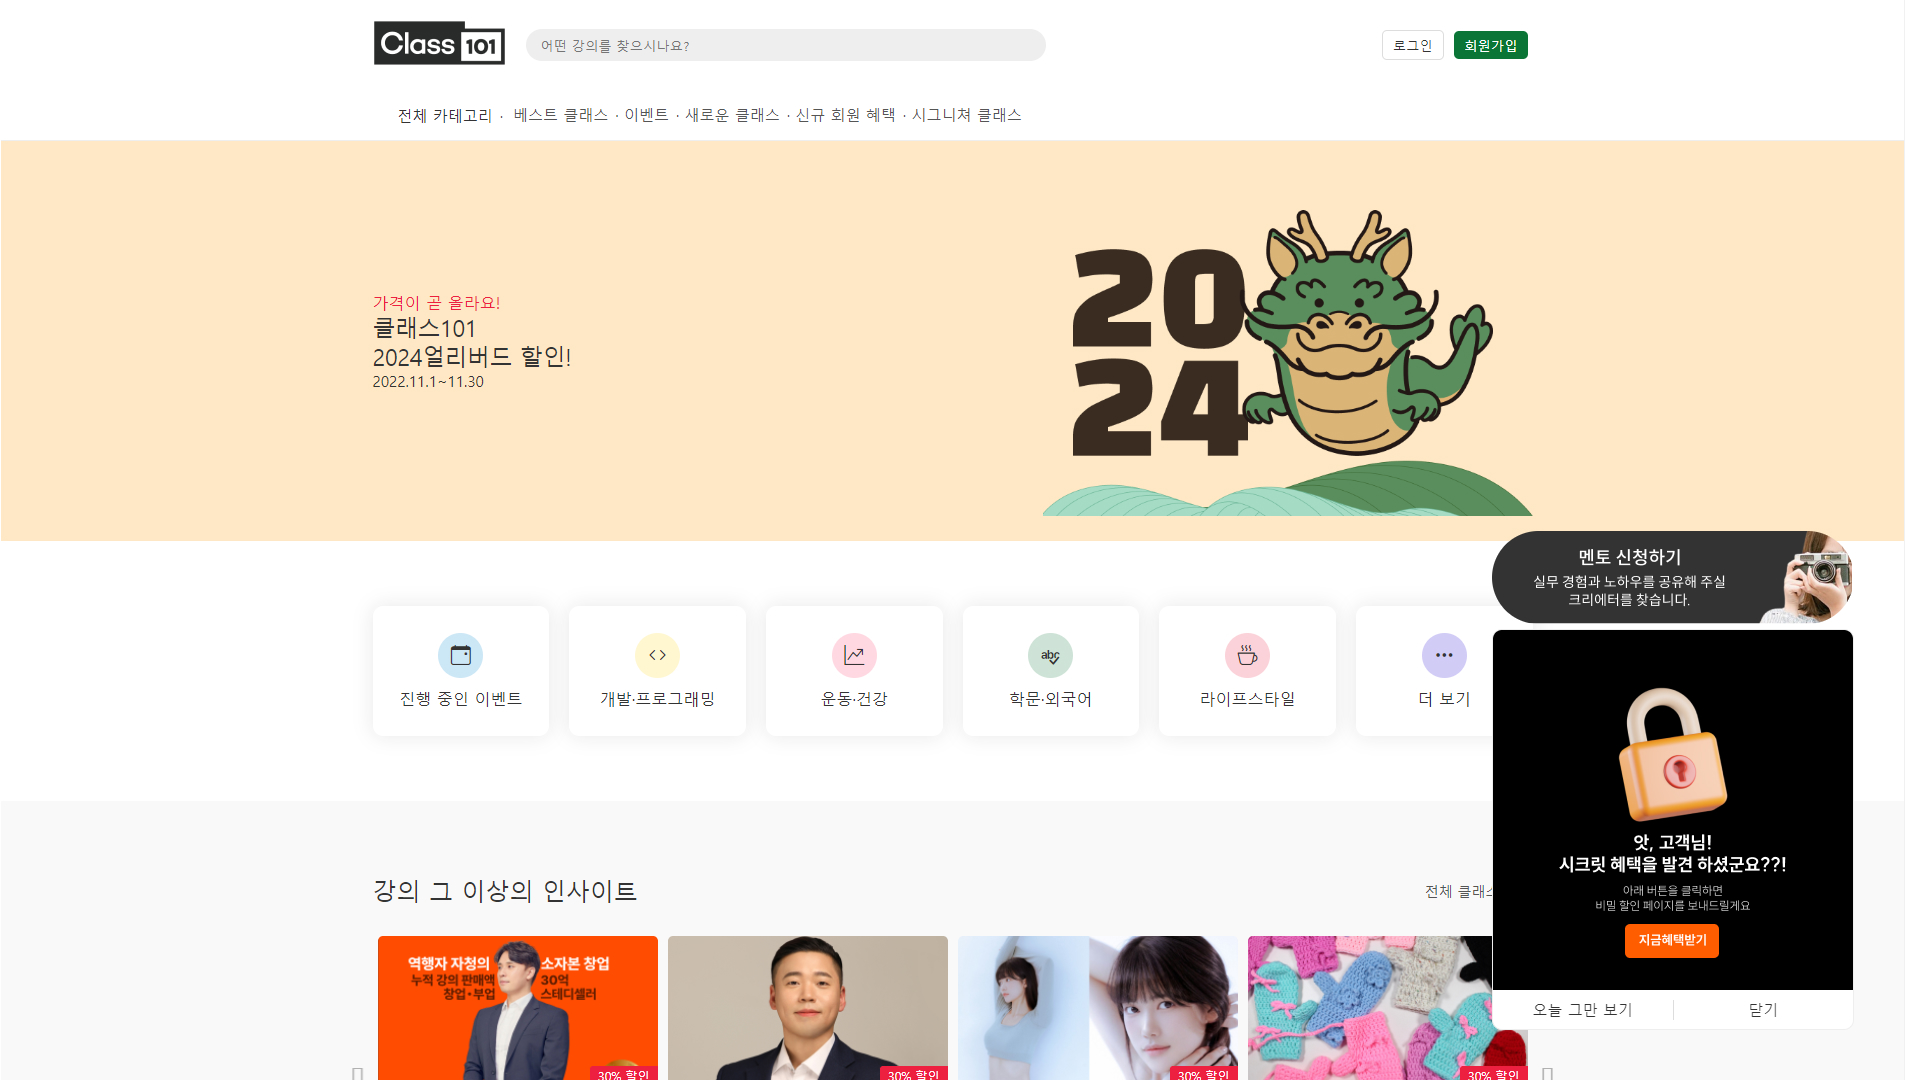 Class 101
어떤 강의를 찾으시나요?
로그인
회원가입
전체 카테고리 · 베스트 클래스 · 이벤트 · 새로운 클래스 · 신규 회원 혜택 · 시그니쳐 클래스
가격이 곧 올라요!
클래스101
2024얼리버드 할인!
2022.11.1~11.30
20
24
멘토 신청하기
실무 경험과 노하우를 공유해 주실
크리에터를 찾습니다.
진행 중인 이벤트
개발·프로그래밍
운동·건강
abc
학문·외국어
라이프스타일
더 보기
앗, 고객님!
시크릿 혜택을 발견 하셨군요??!
아래 버튼을 클릭하면
비밀 할인 페이지를 보내드릴게요
지금혜택받기
오늘 그만 보기
닫기
강의 그 이상의 인사이트
전체 클래스
역행자 자청의 소자본 창업
누적 강의 판매액 30억
창업·부업 스테디셀러
30% 할인
30% 할인
30% 할인
30% 할인